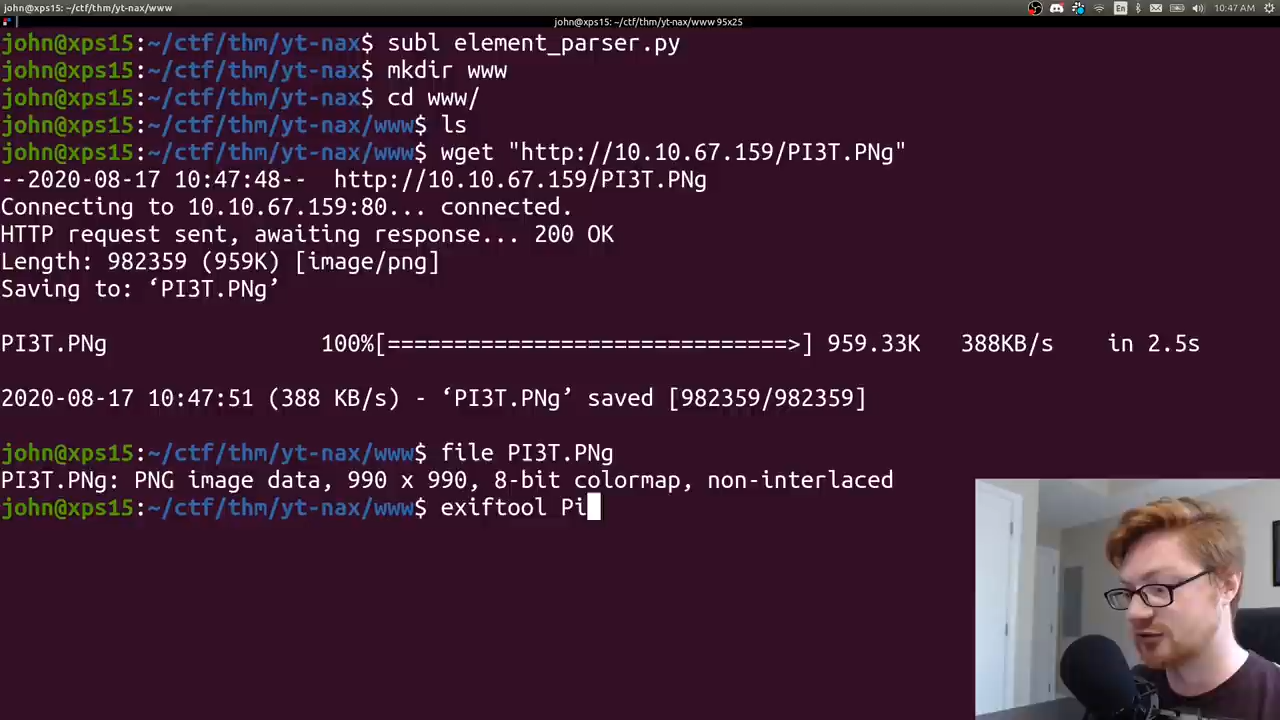 john@xps15: ~/ctf/thm/yt-nax/www
En
10:47 AM
john@xps15: ~/ctf/thm/yt-nax/www 95x25
john@xps15:~/ctf/thm/yt-nax$ subl element_parser.py
john@xps15:~/ctf/thm/yt-nax$ mkdir www
john@xps15:~/ctf/thm/yt-nax$ cd www/
john@xps15:~/ctf/thm/yt-nax/www$ ls
john@xps15:~/ctf/thm/yt-nax/www$ wget "http://10.10.67.159/PI3T.PNg"
--2020-08-17 10:47:48--  http://10.10.67.159/PI3T.PNg
Connecting to 10.10.67.159:80... connected.
HTTP request sent, awaiting response... 200 OK
Length: 982359 (959K) [image/png]
Saving to: ‘PI3T.PNg’
PI3T.PNg                100%[==============================>] 959.33K   388KB/s    in 2.5s
2020-08-17 10:47:51 (388 KB/s) - ‘PI3T.PNg’ saved [982359/982359]
john@xps15:~/ctf/thm/yt-nax/www$ file PI3T.PNg
PI3T.PNg: PNG image data, 990 x 990, 8-bit colormap, non-interlaced
john@xps15:~/ctf/thm/yt-nax/www$ exiftool Pi